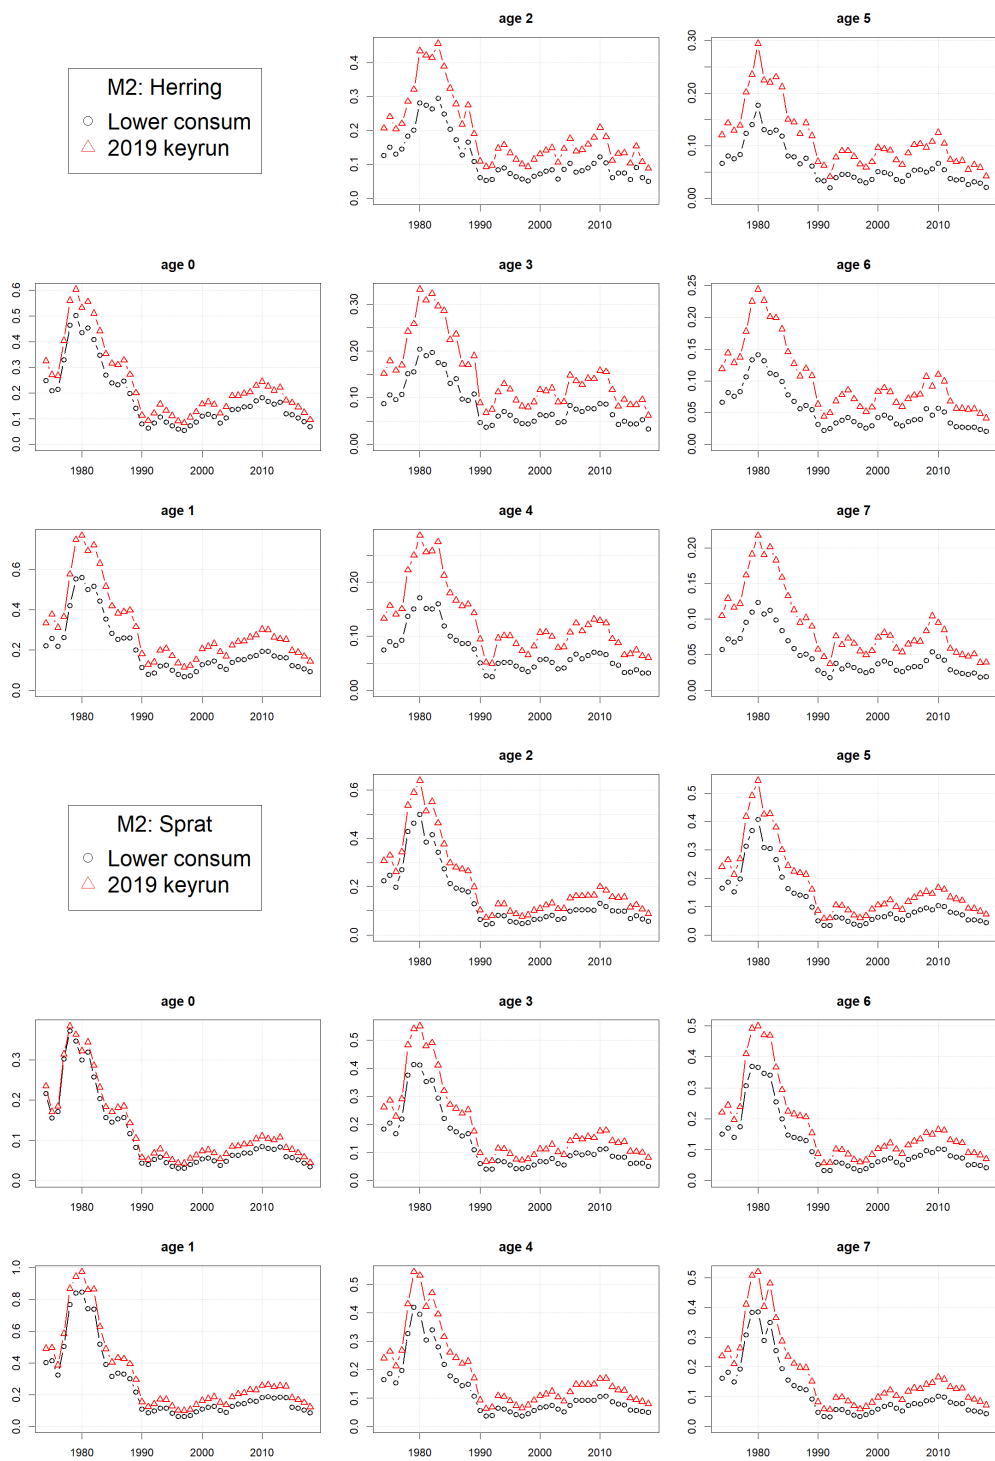 M2: Herring
Lower consum
2019 keyrun
age 2
0.0 0.1 0.2 0.3 0.4
1980 1990 2000 2010
age 5
0.00 0.10 0.20 0.30
1980 1990 2000 2010
age 0
0.0 0.1 0.2 0.3 0.4 0.5 0.6
1980 1990 2000 2010
age 3
0.00 0.10 0.20 0.30
1980 1990 2000 2010
age 6
0.00 0.05 0.10 0.15 0.20 0.25
1980 1990 2000 2010
age 1
0.0 0.2 0.4 0.6
1980 1990 2000 2010
age 4
0.00 0.10 0.20
1980 1990 2000 2010
age 7
0.00 0.05 0.10 0.15 0.20
1980 1990 2000 2010
M2: Sprat
Lower consum
2019 keyrun
age 2
0.0 0.2 0.4 0.6
1980 1990 2000 2010
age 5
0.0 0.1 0.2 0.3 0.4 0.5
1980 1990 2000 2010
age 0
0.0 0.1 0.2 0.3
1980 1990 2000 2010
age 3
0.0 0.1 0.2 0.3 0.4 0.5
1980 1990 2000 2010
age 6
0.0 0.1 0.2 0.3 0.4 0.5
1980 1990 2000 2010
age 1
0.0 0.2 0.4 0.6 0.8 1.0
1980 1990 2000 2010
age 4
0.0 0.1 0.2 0.3 0.4 0.5
1980 1990 2000 2010
age 7
0.0 0.1 0.2 0.3 0.4 0.5
1980 1990 2000 2010